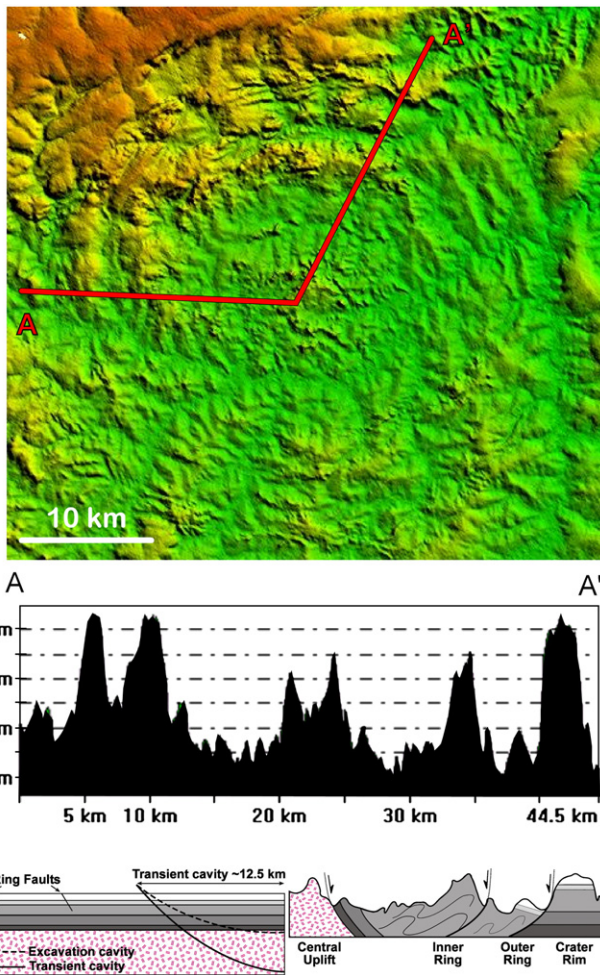 A'
A
10 km
A A'
m
m
m
m
m
5 km 10 km 20 km 30 km 44.5 km
Transient cavity ~12.5 km
Faults
Excavation cavity
Transient cavity
Central Uplift
Inner Ring
Outer Ring
Crater Rim